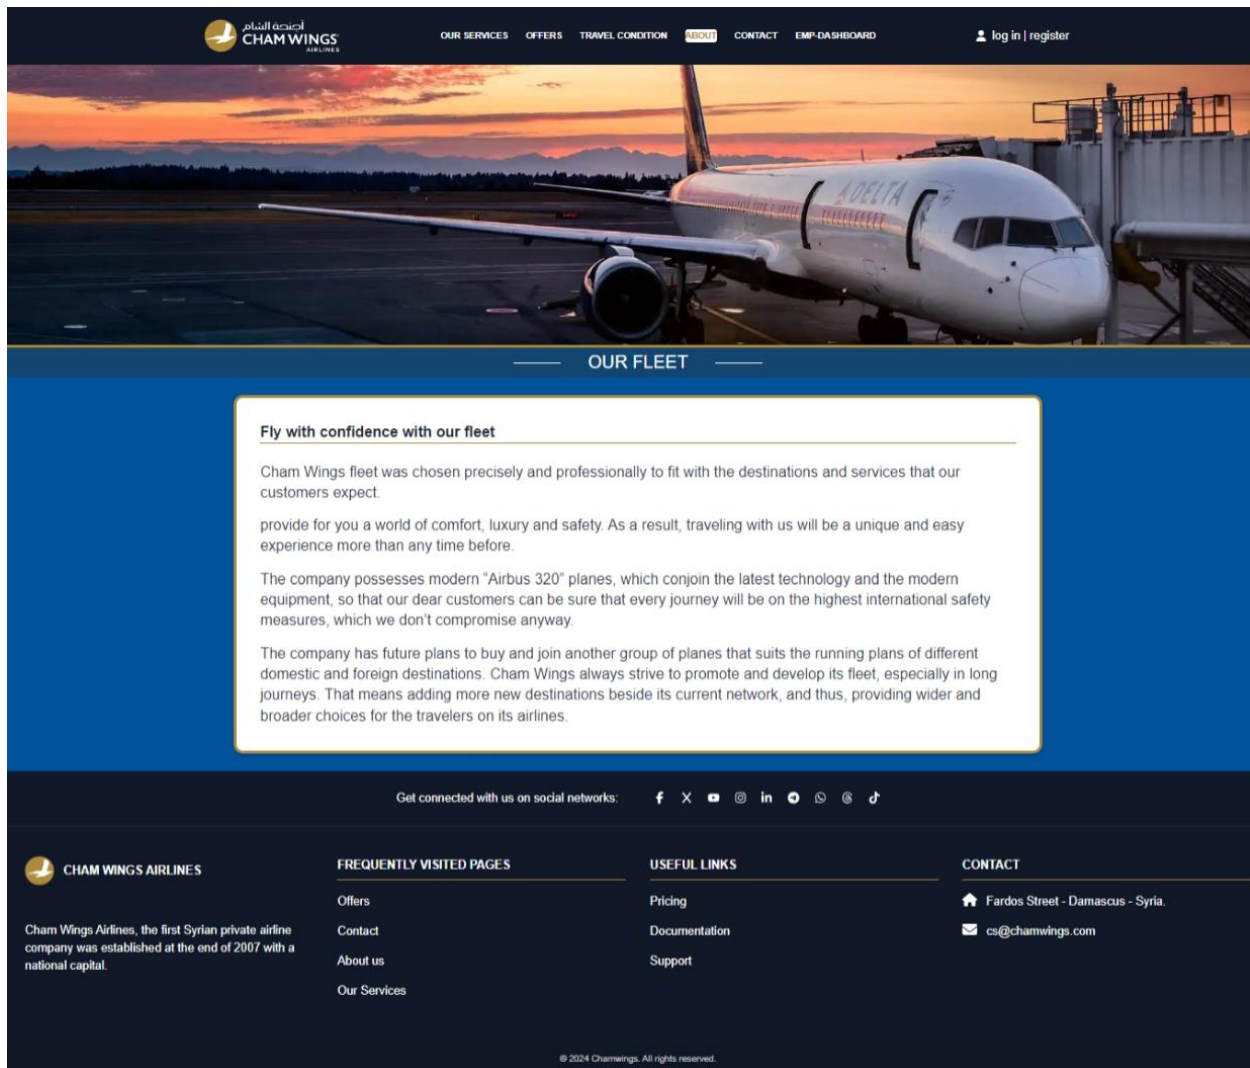 أجنحة الشام
CHAM WINGS
AIRLINES
OUR SERVICES OFFERS TRAVEL CONDITION ABOUT CONTACT EMP-DASHBOARD
log in | register
DELTA
OUR FLEET
Fly with confidence with our fleet
Cham Wings fleet was chosen precisely and professionally to fit with the destinations and services that our
customers expect.
provide for you a world of comfort, luxury and safety. As a result, traveling with us will be a unique and easy
experience more than any time before.
The company possesses modern “Airbus 320” planes, which conjoin the latest technology and the modern
equipment, so that our dear customers can be sure that every journey will be on the highest international safety
measures, which we don’t compromise anyway.
The company has future plans to buy and join another group of planes that suits the running plans of different
domestic and foreign destinations. Cham Wings always strive to promote and develop its fleet, especially in long
journeys. That means adding more new destinations beside its current network, and thus, providing wider and
broader choices for the travelers on its airlines.
Get connected with us on social networks:
CHAM WINGS AIRLINES
Cham Wings Airlines, the first Syrian private airline
company was established at the end of 2007 with a
national capital.
FREQUENTLY VISITED PAGES
Offers
Contact
About us
Our Services
USEFUL LINKS
Pricing
Documentation
Support
CONTACT
Fardos Street - Damascus - Syria.
cs@chamwings.com
© 2024 Chamwings. All rights reserved.